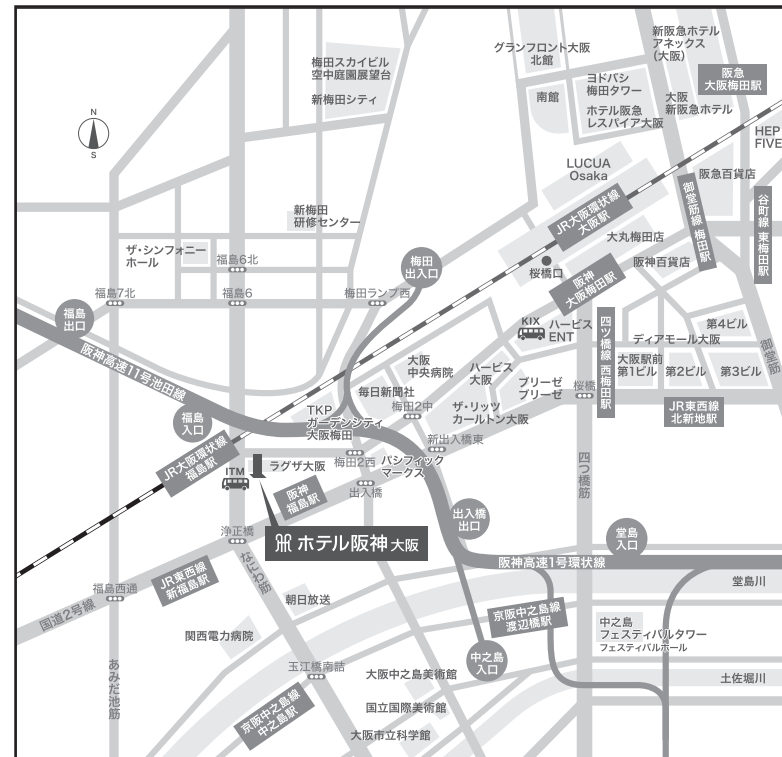 新阪急ホテル
アネックス
(大阪)
グランフロント大阪
北館
梅田スカイビル
空中庭園展望台
新梅田シティ
ヨドバシ
梅田タワー
阪急
大阪梅田駅
南館
ホテル阪急
レスパイア大阪
大阪
新阪急ホテル
N
S
HEP
FIVE
LUCUA
Osaka
阪急百貨店
JR大阪環状線
大阪駅
御堂筋線 梅田駅
谷町線 東梅田駅
新梅田
研修センター
大丸梅田店
ザ・シンフォニー
ホール
福島6北
梅田
出入口
桜橋口
阪神
大阪梅田駅
阪神百貨店
福島7北
福島6
梅田ランプ西
福島
出口
KIX
ハービス
ENT
四ツ橋線 西梅田駅
第4ビル
ディアモール大阪
御堂筋
阪神高速11号池田線
大阪
中央病院
ハービス
大阪
大阪駅前
第1ビル
第2ビル
第3ビル
毎日新聞社
ブリーゼ
ブリーゼ
桜橋
福島
入口
TKP
ガーデンシティ
大阪梅田
梅田2中
ザ・リッツ
カールトン大阪
JR東西線
北新地駅
新出入橋東
JR大阪環状線
福島駅
ITM
ラグザ大阪
梅田2西
パシフィック
マークス
四つ橋筋
阪神
福島駅
出入橋
出入橋
出口
堂島
入口
浄正橋
ホテル阪神 大阪
阪神高速1号環状線
なにわ筋
JR東西線
新福島駅
福島西通
国道2号線
堂島川
朝日放送
京阪中之島線
渡辺橋駅
関西電力病院
中之島
フェスティバルタワー
フェスティバルホール
中之島
入口
あみだ池筋
玉江橋南詰
大阪中之島美術館
土佐堀川
京阪中之島線
中之島駅
国立国際美術館
大阪市立科学館